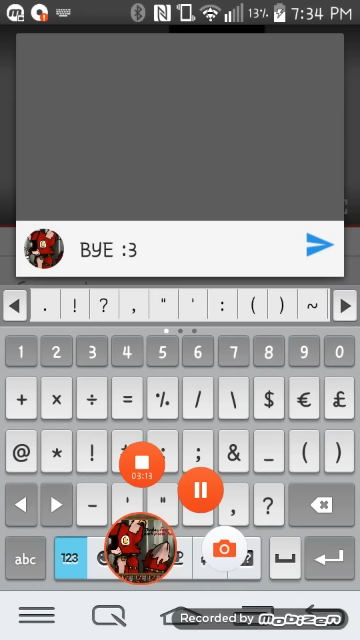 13% 7:34 PM
BYE :3
. ! ? , " ' : ( ) ~
1 2 3 4 5 6 7 8 9 0
+ × ÷ = % / \ $ € £
@ * ! : ; & _ ( )
- ' " , ?
abc 123
03:13
Recorded by mobizen